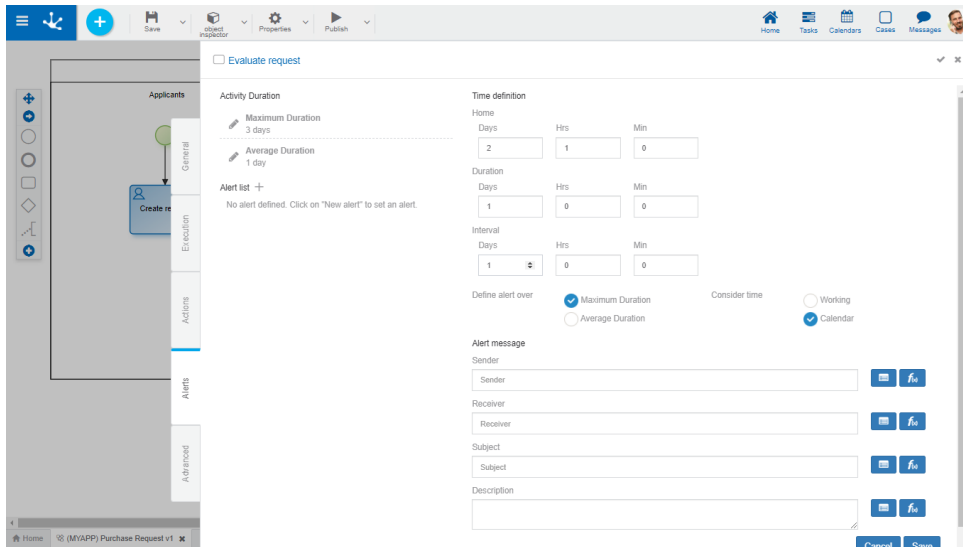 Save
object
inspector
Properties
Publish
Home
Tasks
Calendars
Cases
Messages
Evaluate request
Applicants
Create re
General
Execution
Actions
Alerts
Advanced
Activity Duration
Maximum Duration
3 days
Average Duration
1 day
Alert list
No alert defined. Click on "New alert" to set an alert.
Time definition
Home
Days Hrs Min
2 1 0
Duration
Days Hrs Min
1 0 0
Interval
Days Hrs Min
1 0 0
Define alert over
Maximum Duration
Average Duration
Consider time
Working
Calendar
Alert message
Sender
Sender
f(x)
Receiver
Receiver
f(x)
Subject
Subject
f(x)
Description
f(x)
Cancel Save
Home
(MYAPP) Purchase Request v1